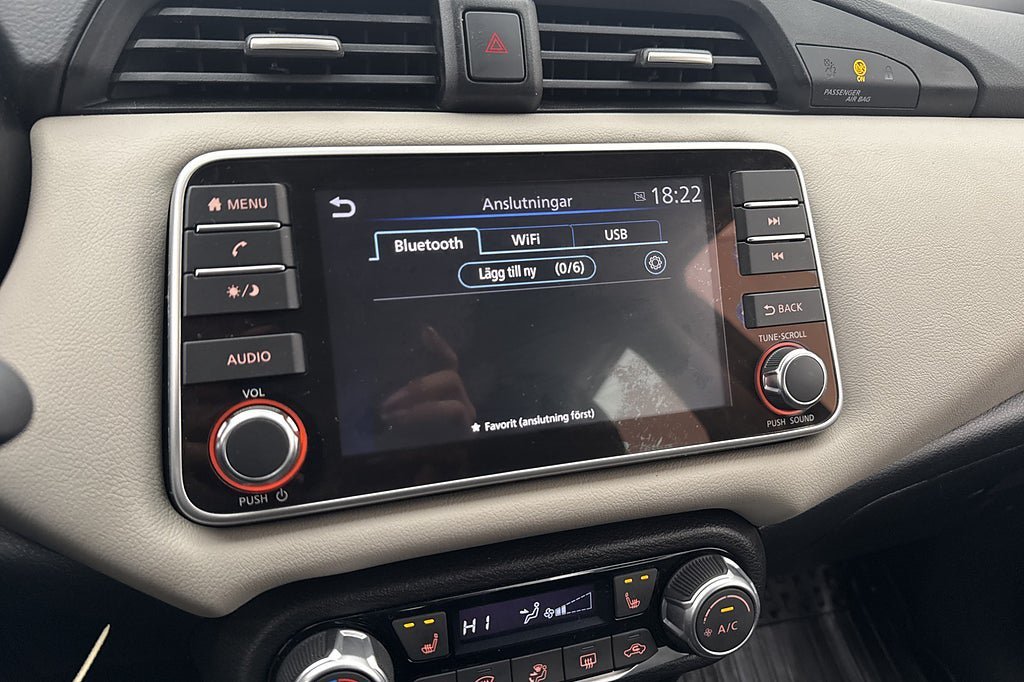 ON
PASSENGER
AIR BAG
MENU
Anslutningar
18:22
Bluetooth
WiFi
USB
Lägg till ny (0/6)
BACK
TUNE·SCROLL
AUDIO
VOL
Favorit (anslutning först)
PUSH SOUND
PUSH
HI
A/C